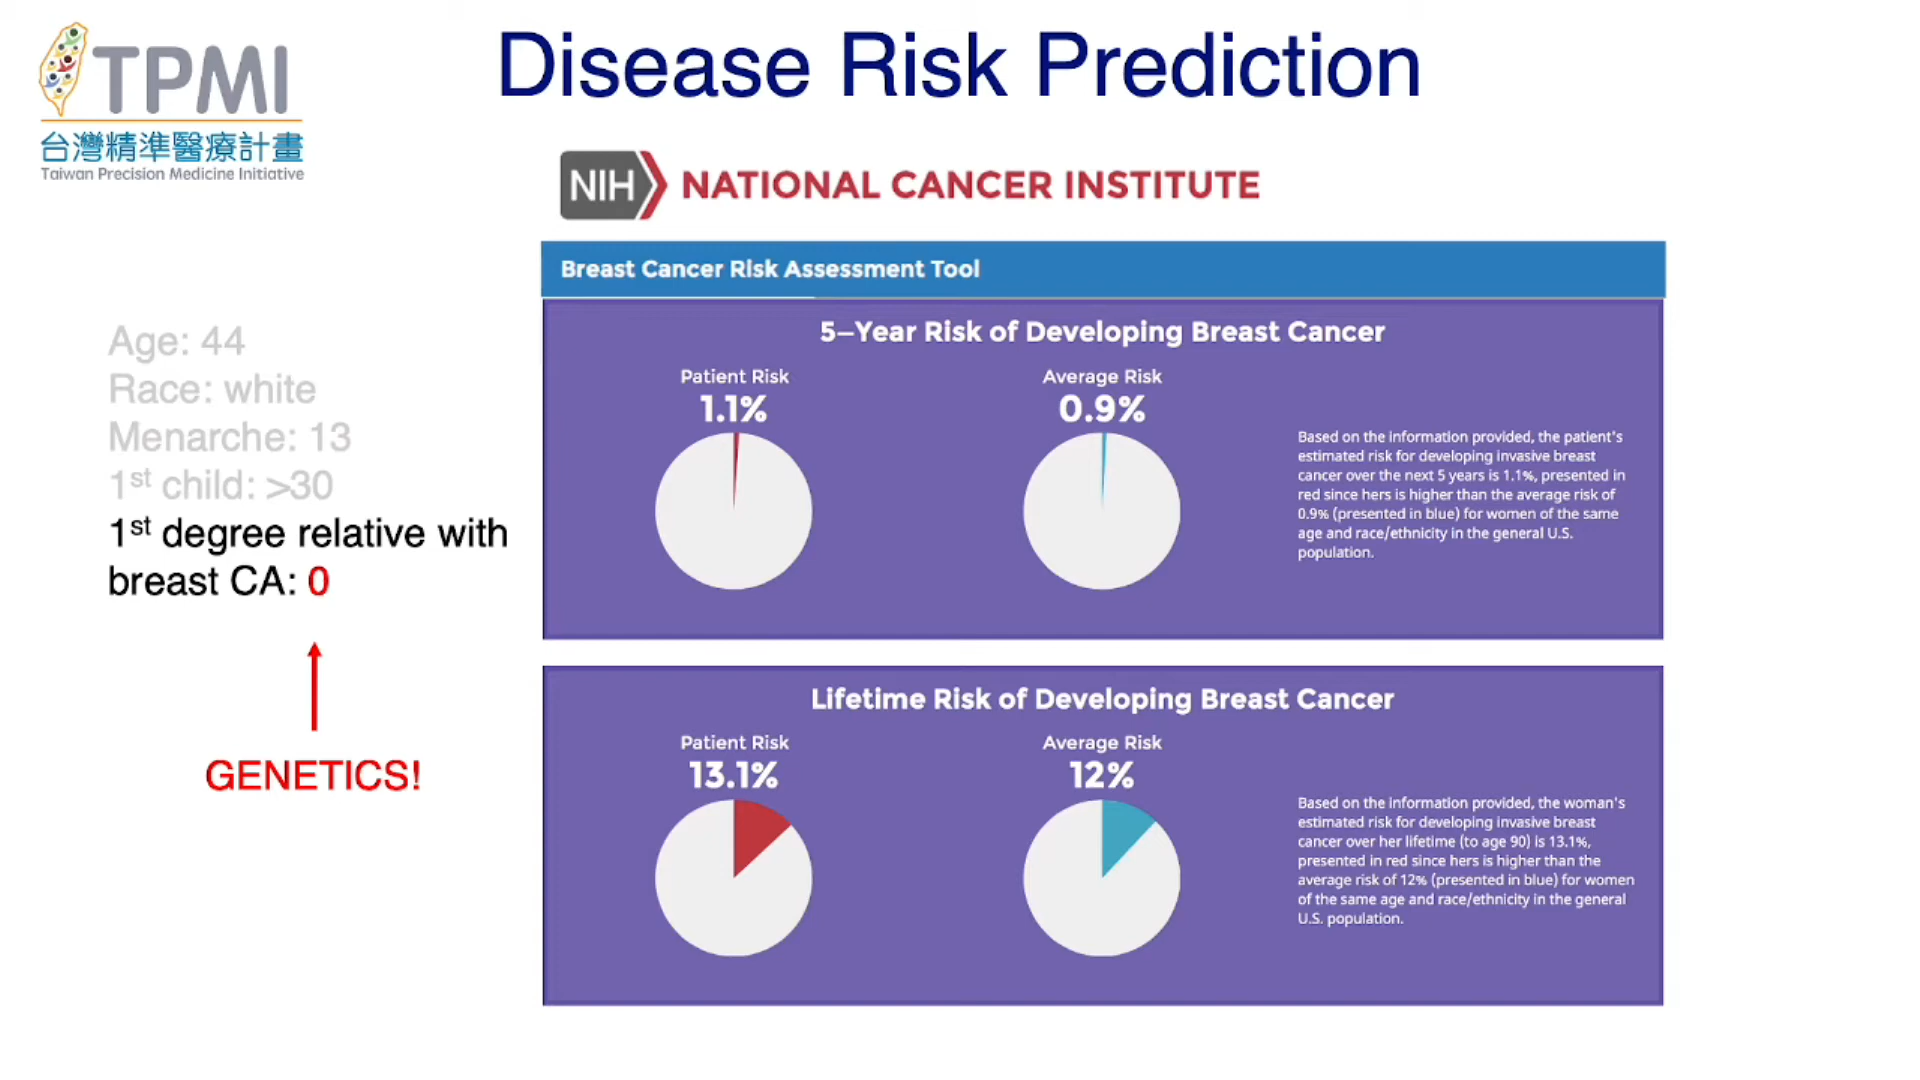 TPMI
台灣精準醫療計畫
Taiwan Precision Medicine Initiative
Disease Risk Prediction
NIH NATIONAL CANCER INSTITUTE
Breast Cancer Risk Assessment Tool
Age: 44
Race: white
Menarche: 13
1st child: >30
1st degree relative with
breast CA: 0
GENETICS!
5–Year Risk of Developing Breast Cancer
Patient Risk
1.1%
Average Risk
0.9%
Based on the information provided, the patient's
estimated risk for developing invasive breast
cancer over the next 5 years is 1.1%, presented in
red since hers is higher than the average risk of
0.9% (presented in blue) for women of the same
age and race/ethnicity in the general U.S.
population.
Lifetime Risk of Developing Breast Cancer
Patient Risk
13.1%
Average Risk
12%
Based on the information provided, the woman's
estimated risk for developing invasive breast
cancer over her lifetime (to age 90) is 13.1%,
presented in red since hers is higher than the
average risk of 12% (presented in blue) for women
of the same age and race/ethnicity in the general
U.S. population.